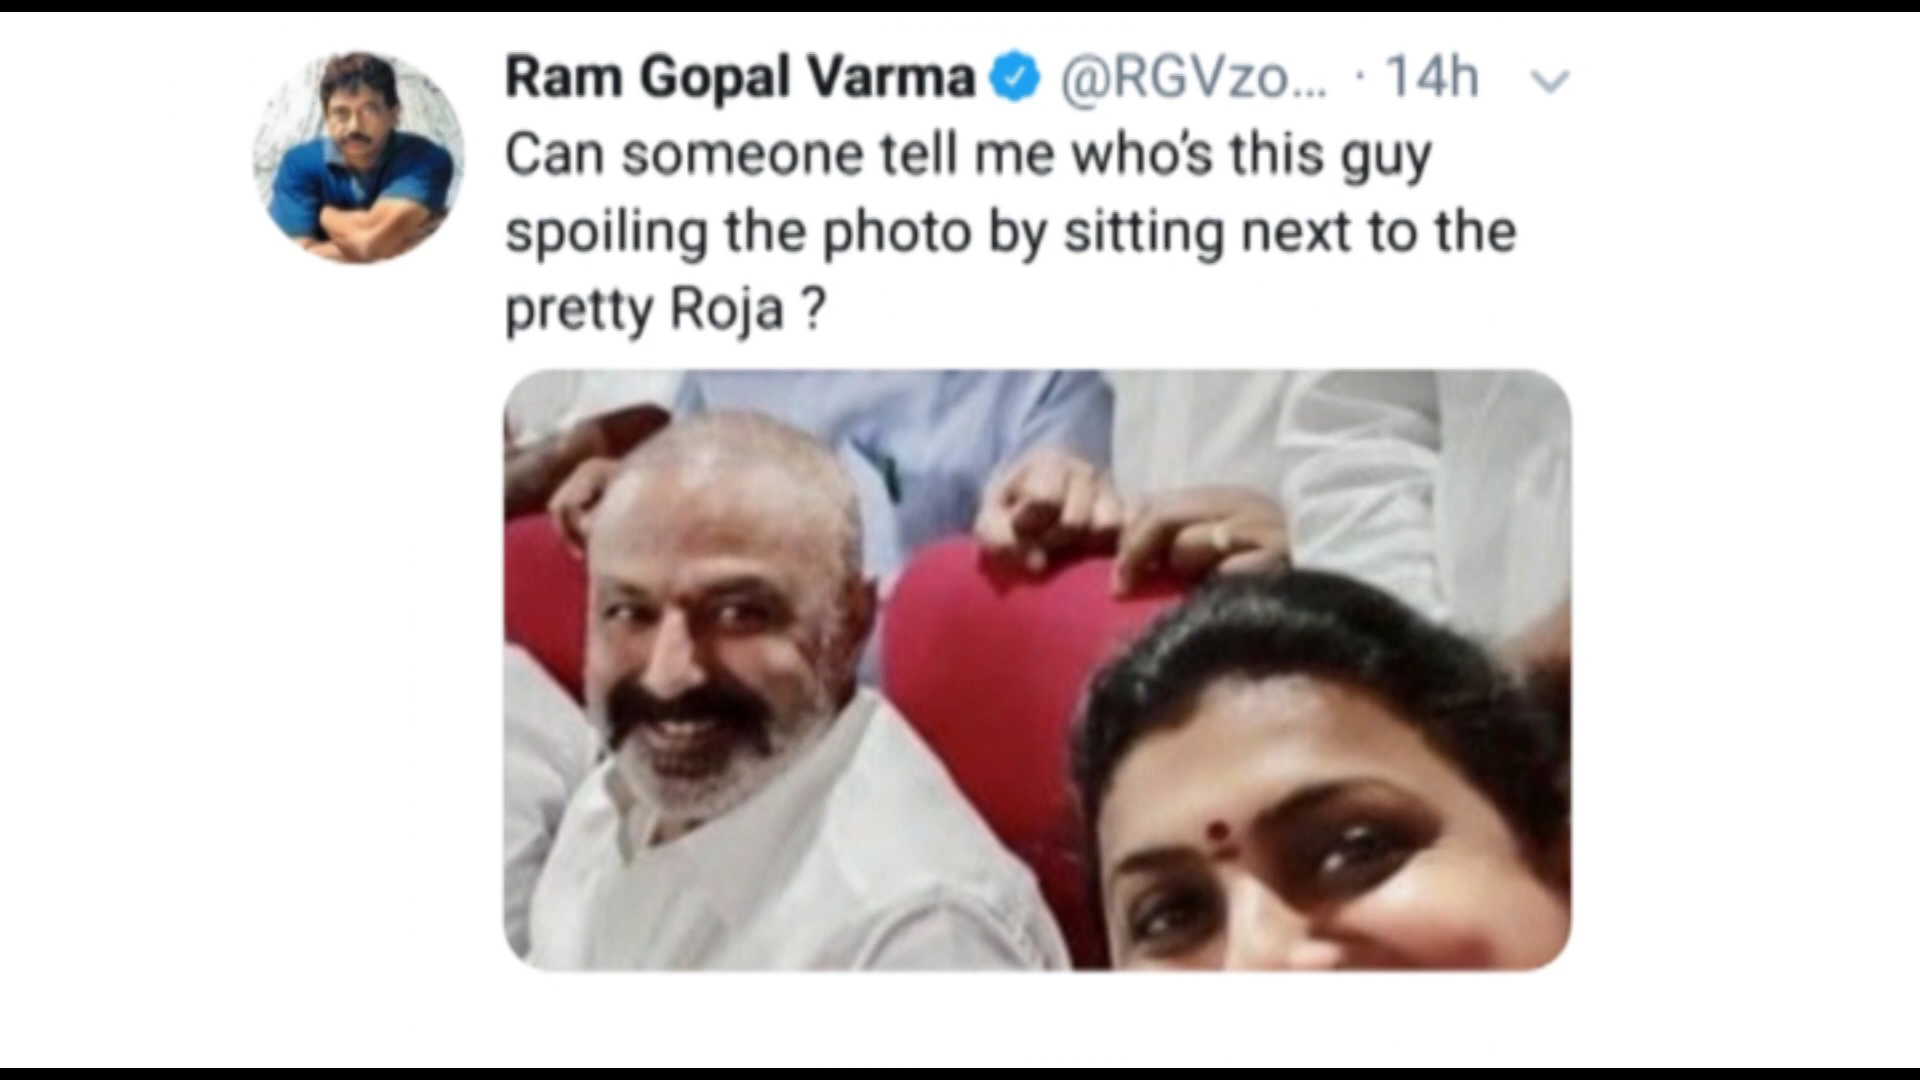 Ram Gopal Varma @RGVzo... · 14h
Can someone tell me who's this guy
spoiling the photo by sitting next to the
pretty Roja ?